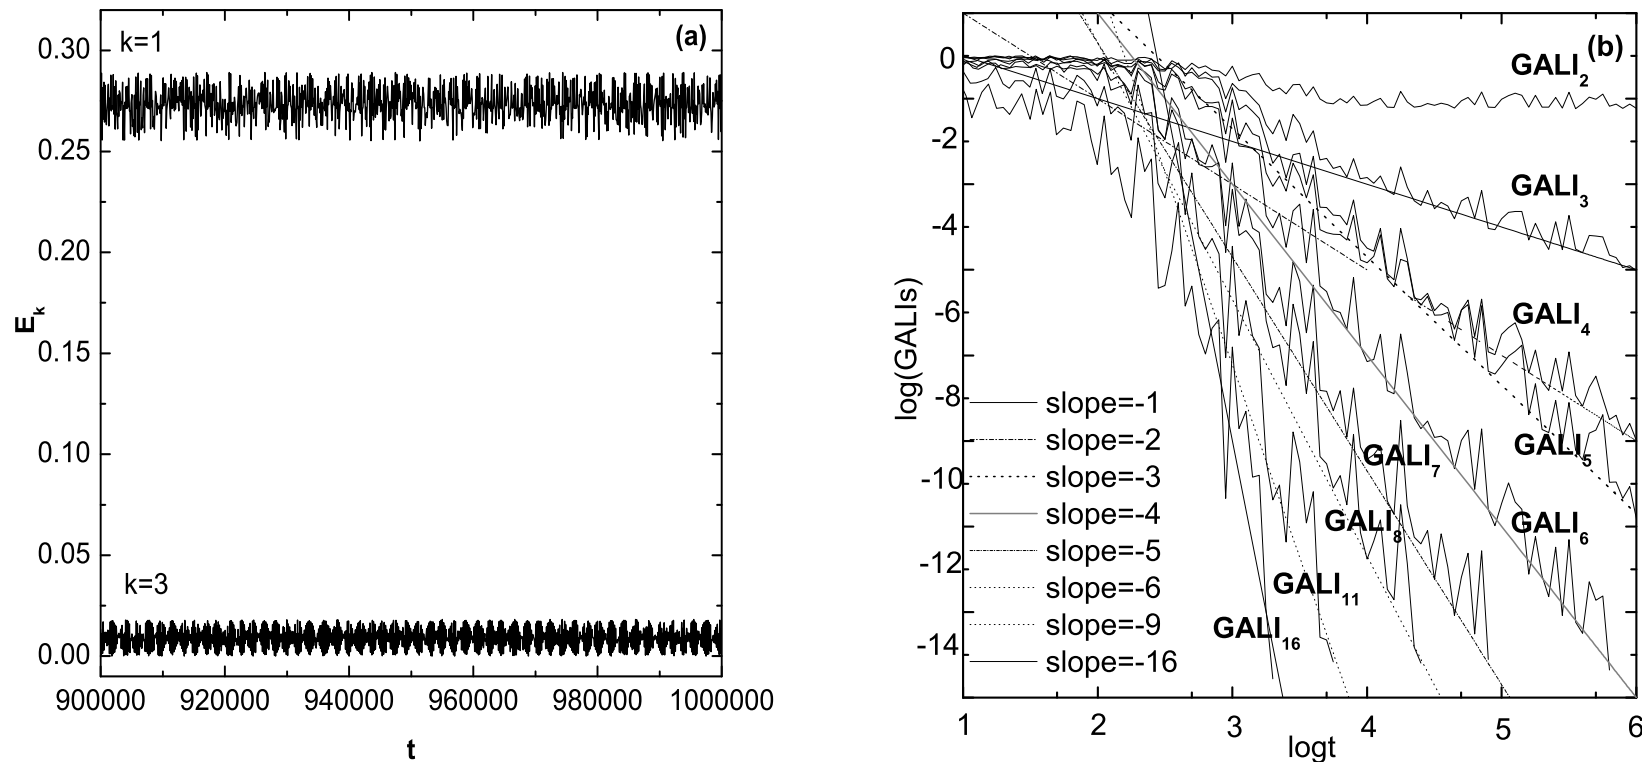 (a)
k=1
0.30
0.25
0.20
0.15
0.10
0.05
0.00
E_k
k=3
900000 920000 940000 960000 980000 1000000
t
(b)
0
-2
-4
-6
-8
-10
-12
-14
log(GALIs)
GALI_2
GALI_3
GALI_4
GALI_5
GALI_7
GALI_6
GALI_8
GALI_11
GALI_16
slope=-1
slope=-2
slope=-3
slope=-4
slope=-5
slope=-6
slope=-9
slope=-16
1 2 3 4 5 6
logt